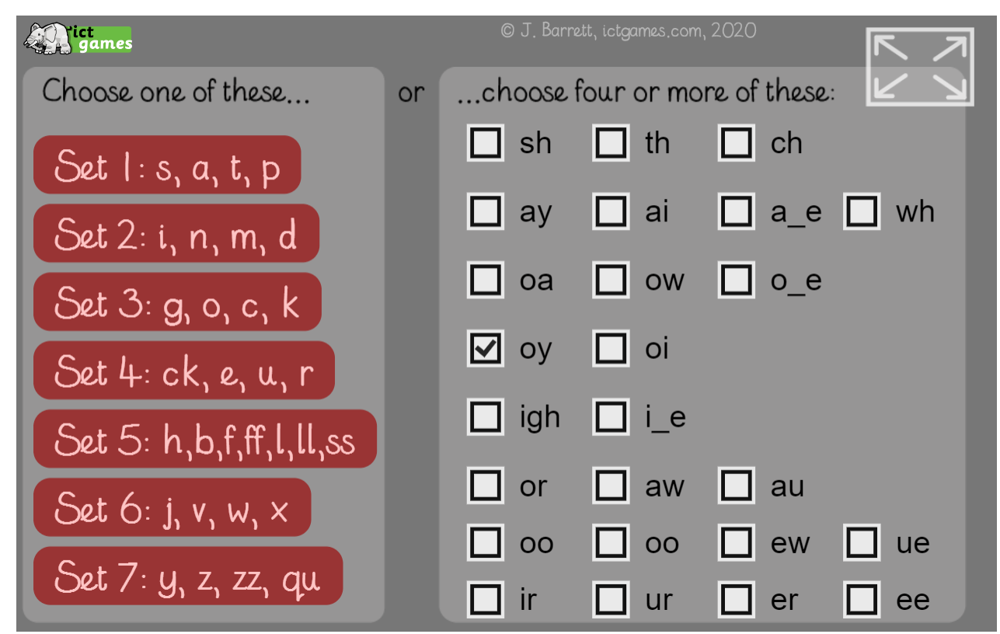 ict
games
© J. Barrett, ictgames.com, 2020
Choose one of these...
Set 1: s, a, t, p
Set 2: i, n, m, d
Set 3: g, o, c, k
Set 4: ck, e, u, r
Set 5: h,b,f,ff,l,ll,ss
Set 6: j, v, w, x
Set 7: y, z, zz, qu
or
...choose four or more of these:
sh th ch
ay ai a_e wh
oa ow o_e
oy oi
igh i_e
or aw au
oo oo ew ue
ir ur er ee